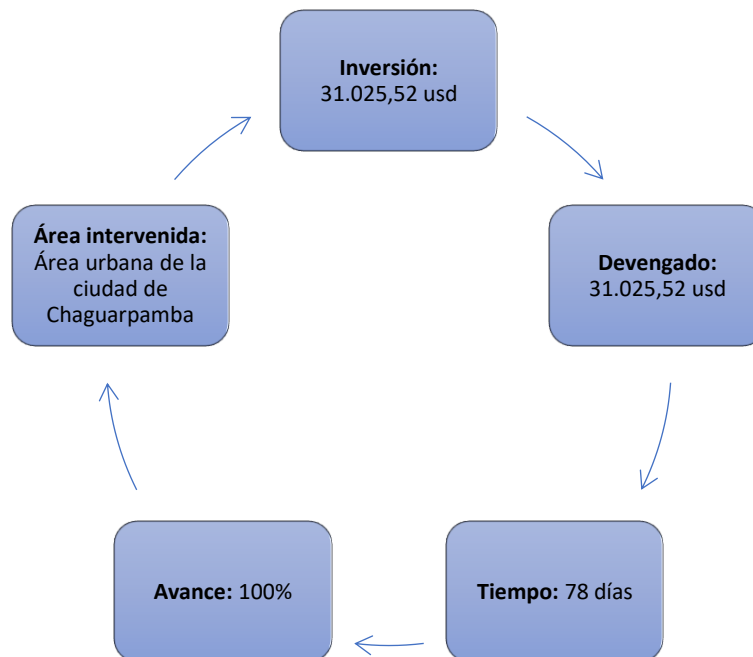 Inversión:
31.025,52 usd
Devengado:
31.025,52 usd
Tiempo: 78 días
Avance: 100%
Área intervenida:
Área urbana de la
ciudad de
Chaguarpamba